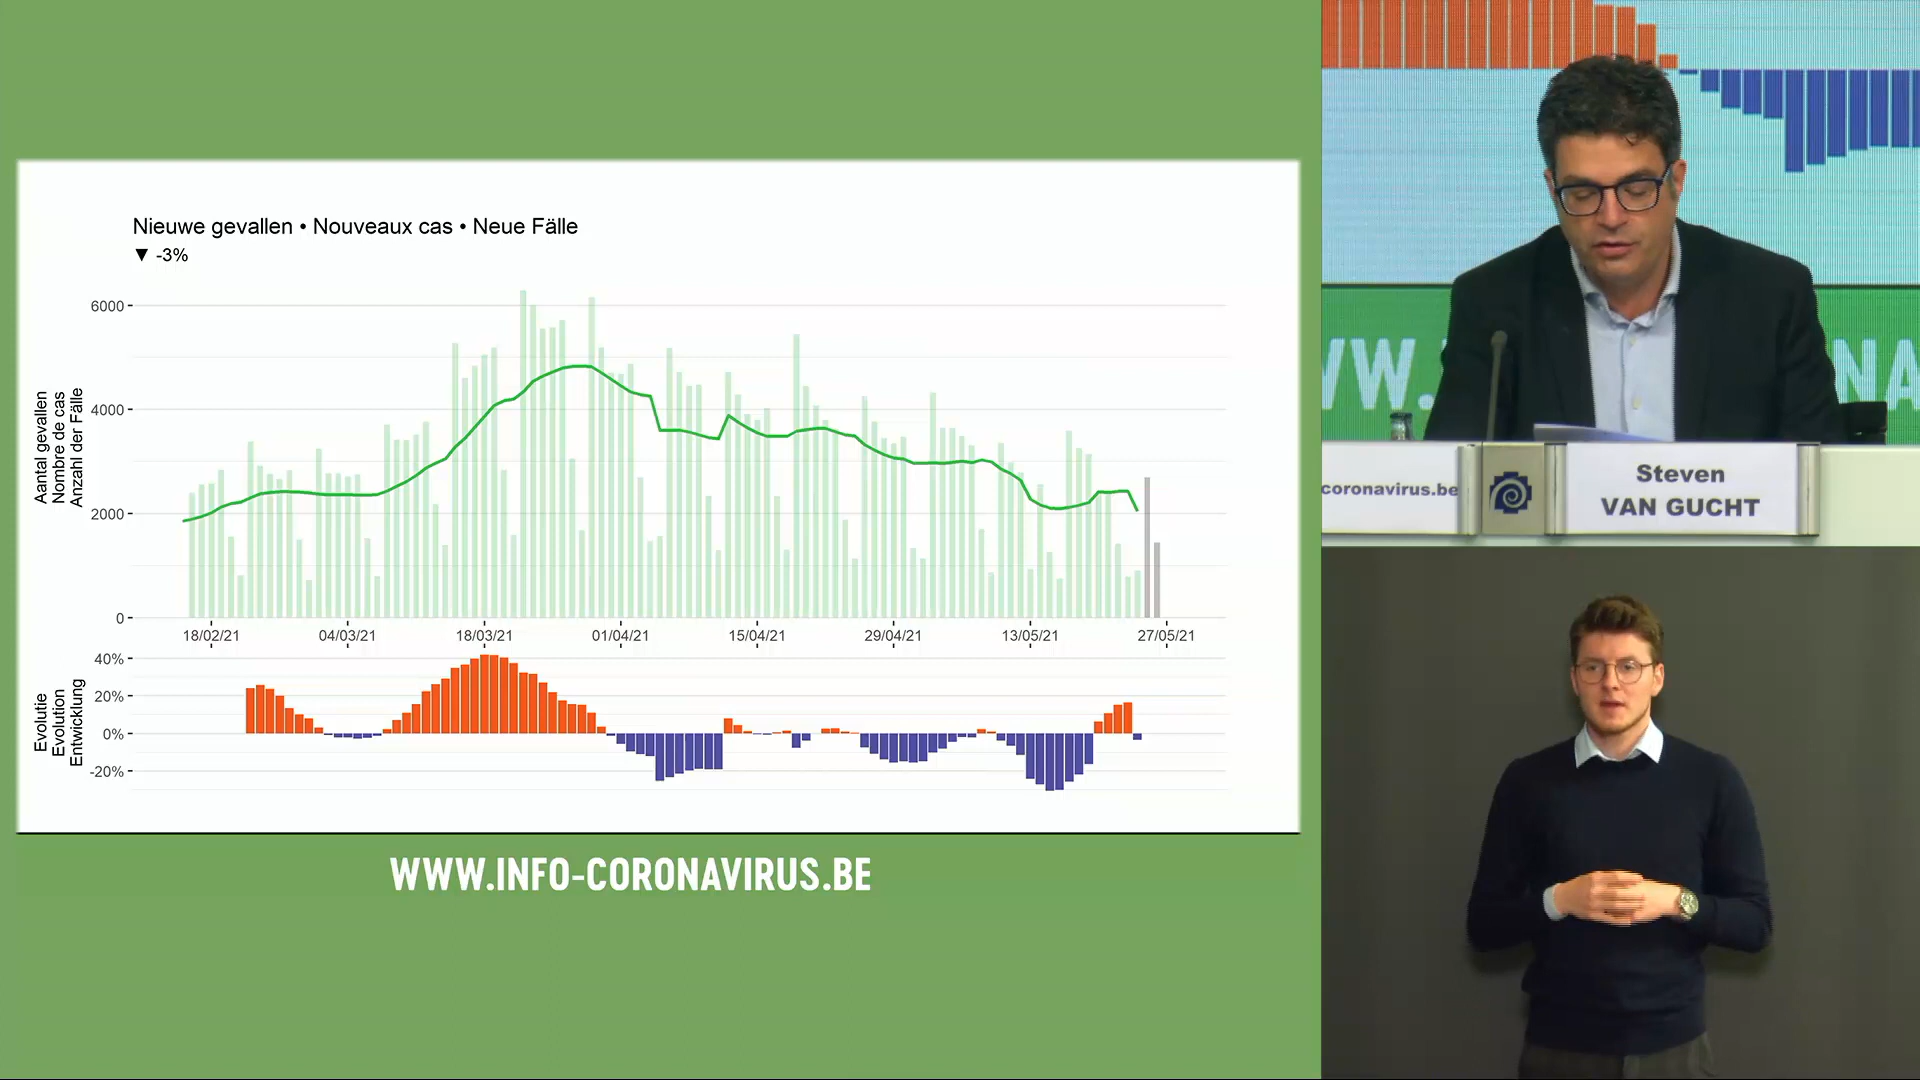 Nieuwe gevallen • Nouveaux cas • Neue Fälle
▼ -3%
Aantal gevallen
Nombre de cas
Anzahl der Fälle
6000
4000
2000
0
18/02/21
04/03/21
18/03/21
01/04/21
15/04/21
29/04/21
13/05/21
27/05/21
Evolutie
Evolution
Entwicklung
40%
20%
0%
-20%
WWW.INFO-CORONAVIRUS.BE
WW.
NA
coronavirus.be
Steven
VAN GUCHT